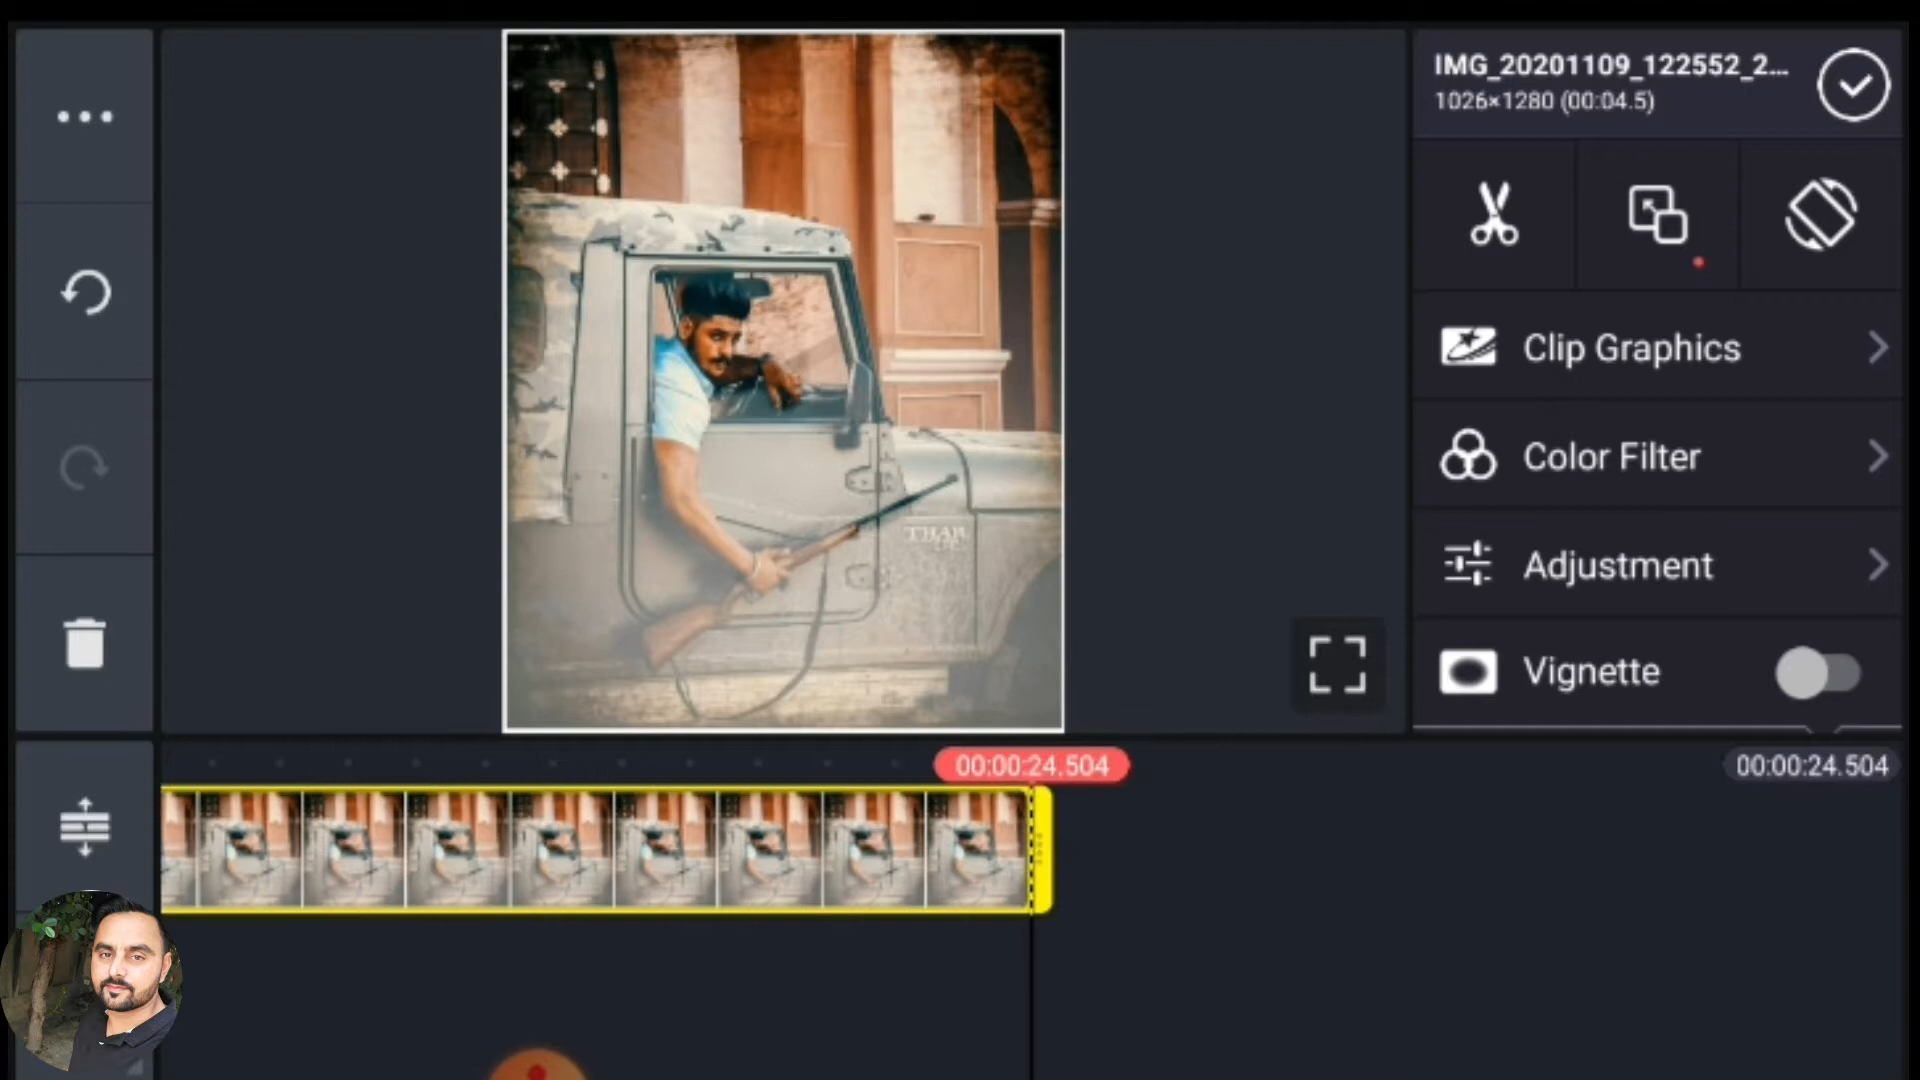 IMG_20201109_122552_2...
1026×1280 (00:04.5)
Clip Graphics
Color Filter
THAR
Adjustment
Vignette
00:00:24.504
00:00:24.504